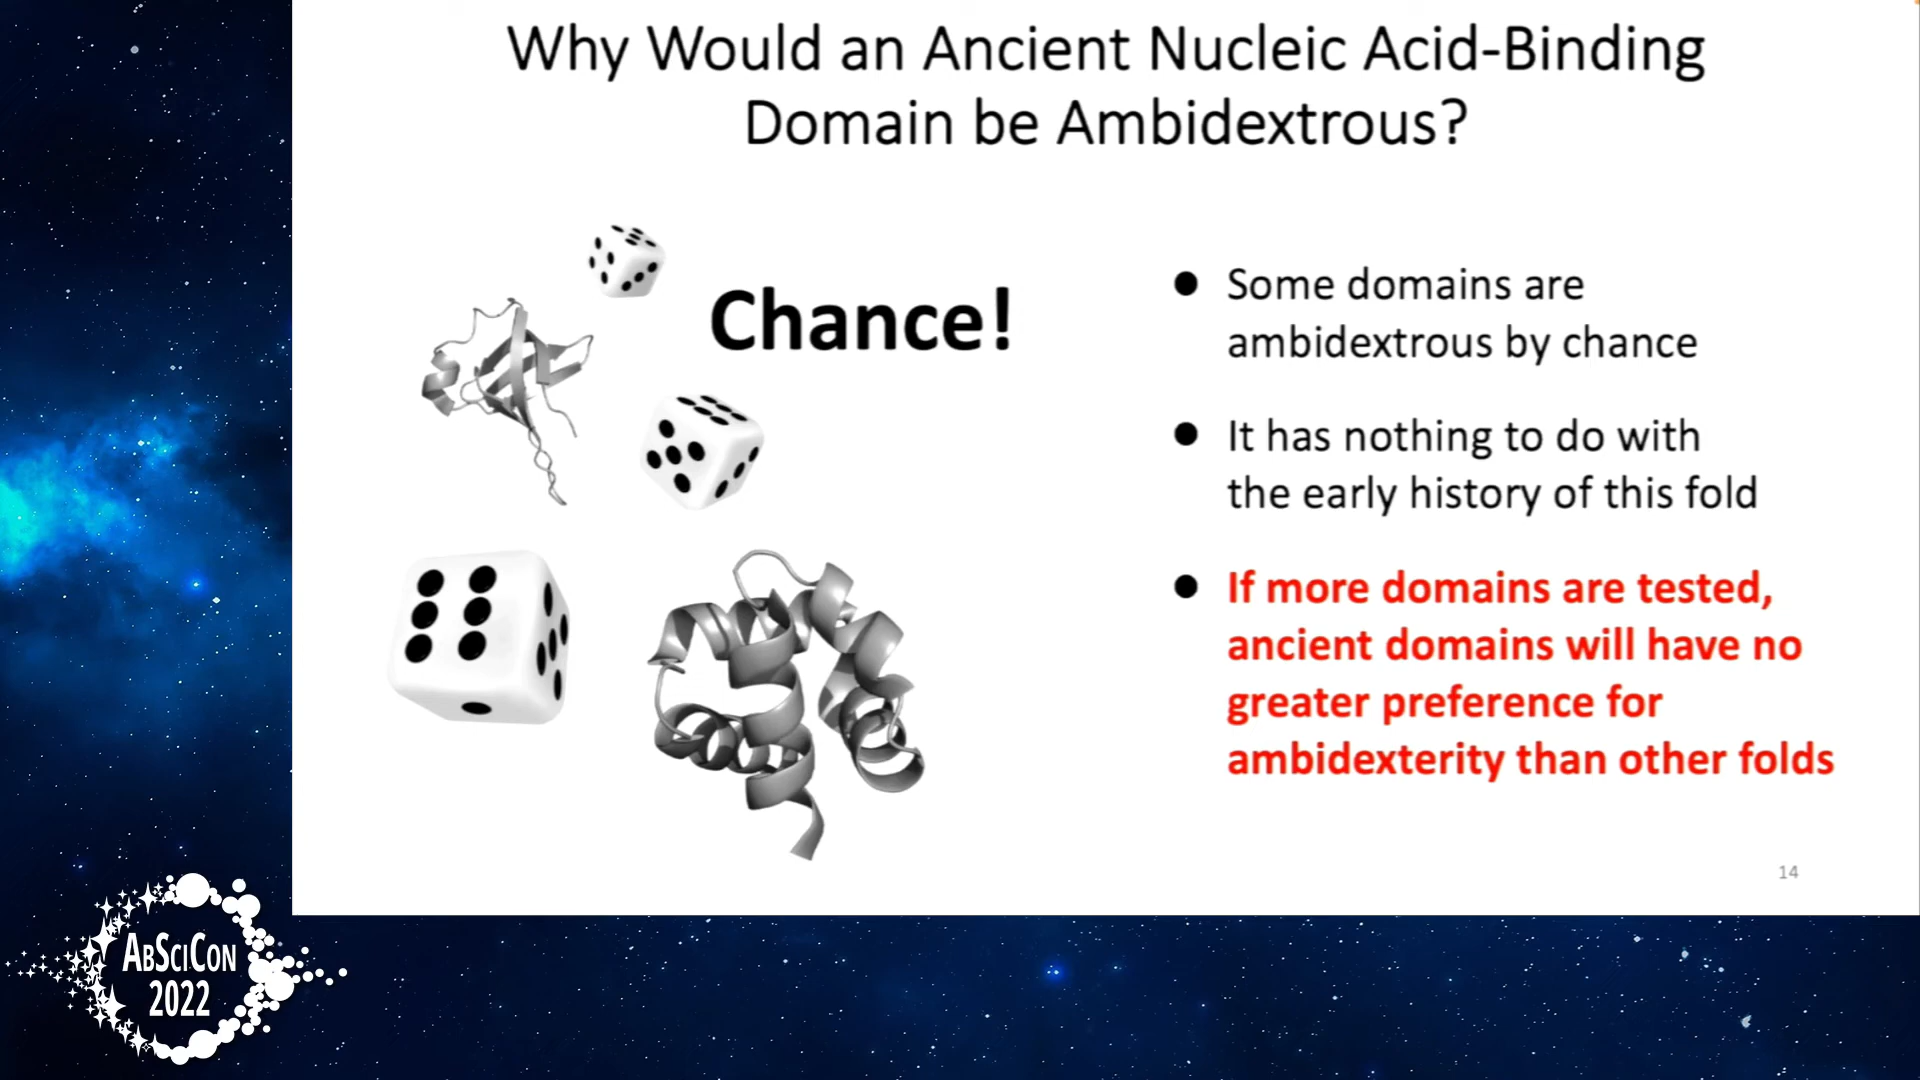 Why Would an Ancient Nucleic Acid-Binding
Domain be Ambidextrous?
Chance!
● Some domains are
ambidextrous by chance
● It has nothing to do with
the early history of this fold
● If more domains are tested,
ancient domains will have no
greater preference for
ambidexterity than other folds
14
ABSCICON
2022